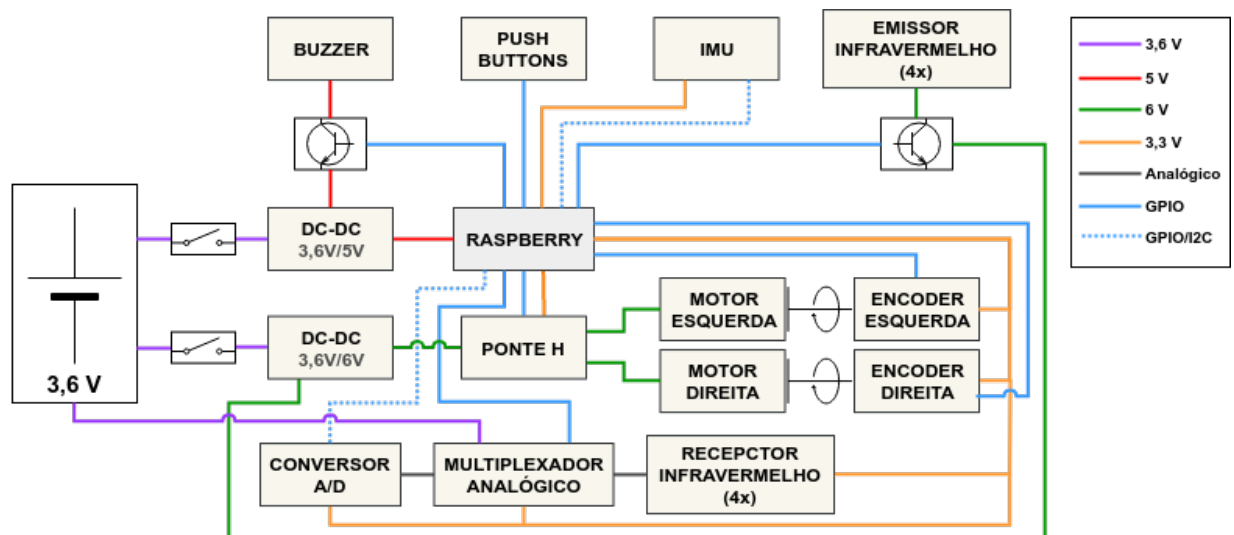 BUZZER
PUSH
BUTTONS
IMU
EMISSOR
INFRAVERMELHO
(4x)
3,6 V
5 V
6 V
3,3 V
Analógico
GPIO
GPIO/I2C
3,6 V
DC-DC
3,6V/5V
RASPBERRY
DC-DC
3,6V/6V
PONTE H
MOTOR
ESQUERDA
ENCODER
ESQUERDA
MOTOR
DIREITA
ENCODER
DIREITA
CONVERSOR
A/D
MULTIPLEXADOR
ANALÓGICO
RECEPCTOR
INFRAVERMELHO
(4x)